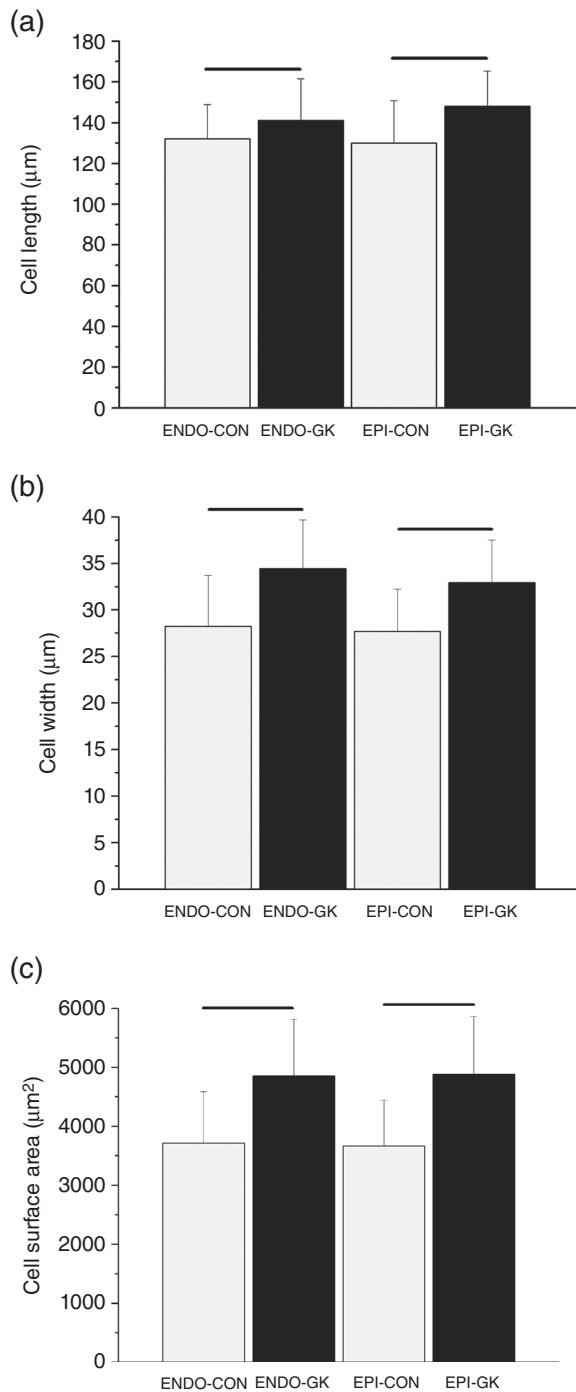 (a)
180
160
140
120
100
80
60
40
20
0
Cell length (μm)
ENDO-CON ENDO-GK EPI-CON EPI-GK
(b)
40
35
30
25
20
15
10
5
0
Cell width (μm)
ENDO-CON ENDO-GK EPI-CON EPI-GK
(c)
6000
5000
4000
3000
2000
1000
0
Cell surface area (μm²)
ENDO-CON ENDO-GK EPI-CON EPI-GK